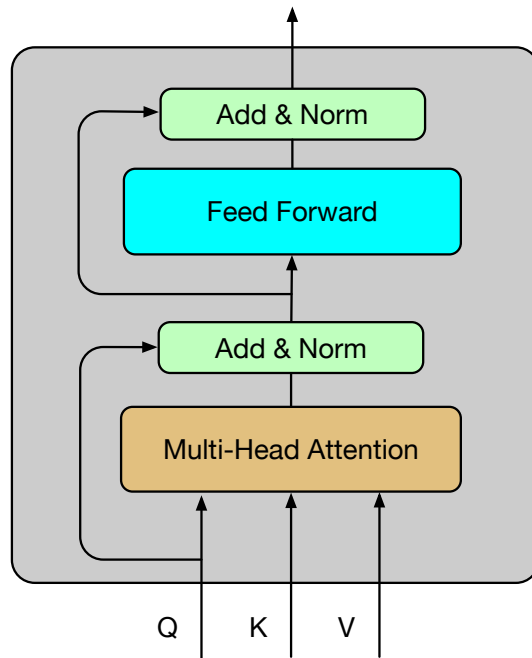 Add & Norm
Feed Forward
Add & Norm
Multi-Head Attention
Q K V